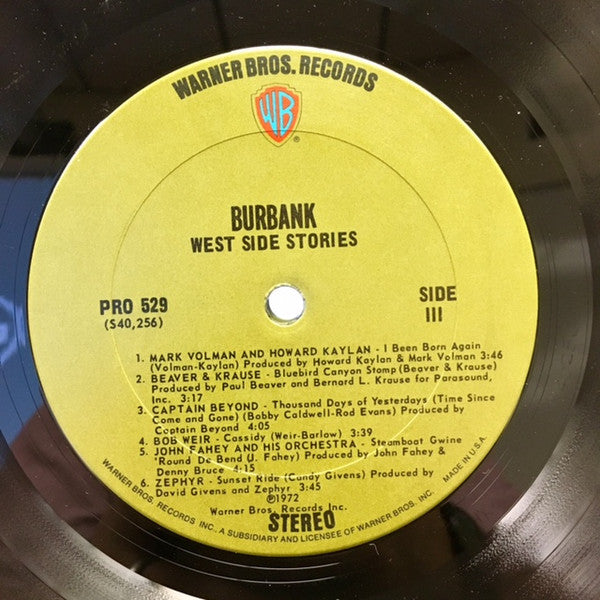 WARNER BROS. RECORDS
WB
®
BURBANK
WEST SIDE STORIES
PRO 529
(S40,256)
SIDE
III
1. MARK VOLMAN AND HOWARD KAYLAN - I Been Born Again
(Volman-Kaylan) Produced by Howard Kaylan & Mark Volman 3:46
2. BEAVER & KRAUSE - Bluebird Canyon Stomp (Beaver & Krause)
Produced by Paul Beaver and Bernard L. Krause for Parasound,
Inc. 3:17
3. CAPTAIN BEYOND - Thousand Days of Yesterdays (Time Since
Come and Gone) (Bobby Caldwell-Rod Evans) Produced by
Captain Beyond 4:05
4. BOB WEIR - Cassidy (Weir-Barlow) 3:39
5. JOHN FAHEY AND HIS ORCHESTRA - Steamboat Gwine
'Round De Bend (J. Fahey) Produced by John Fahey &
Denny Bruce 4:15
6. ZEPHYR - Sunset Ride (Candy Givens) Produced by
David Givens and Zephyr 3:45
℗1972
Warner Bros. Records Inc.
STEREO
WARNER BROS. RECORDS INC. A SUBSIDIARY AND LICENSEE OF WARNER BROS. INC. MADE IN U.S.A.